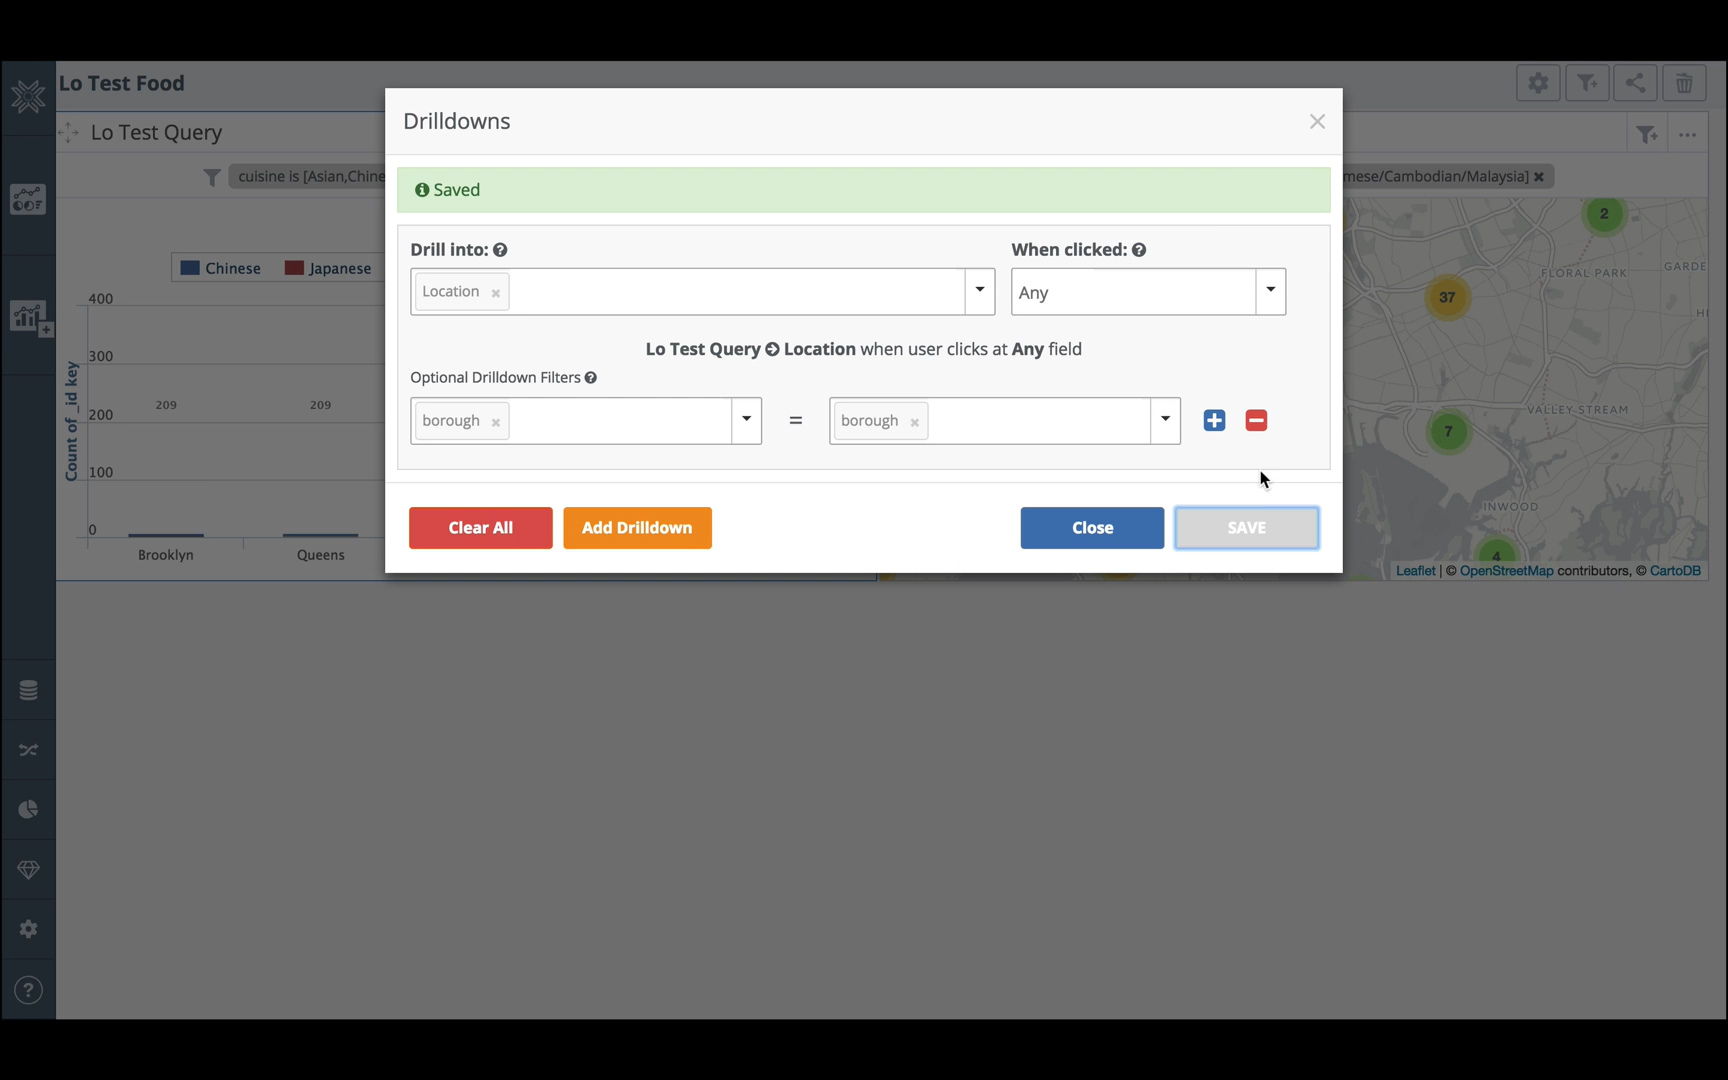 Lo Test Food
Lo Test Query
cuisine is [Asian,Chine
mese/Cambodian/Malaysia] ×
Chinese
Japanese
400
300
200
100
0
Count of _id key
209
209
Brooklyn
Queens
Drilldowns
×
Saved
Drill into:
When clicked:
Location ×
Any
Lo Test Query Location when user clicks at Any field
Optional Drilldown Filters
borough × = borough ×
Clear All
Add Drilldown
Close
SAVE
2
37
7
4
FLORAL PARK
GARDE
HI
VALLEY STREAM
INWOOD
Leaflet | © OpenStreetMap contributors, © CartoDB